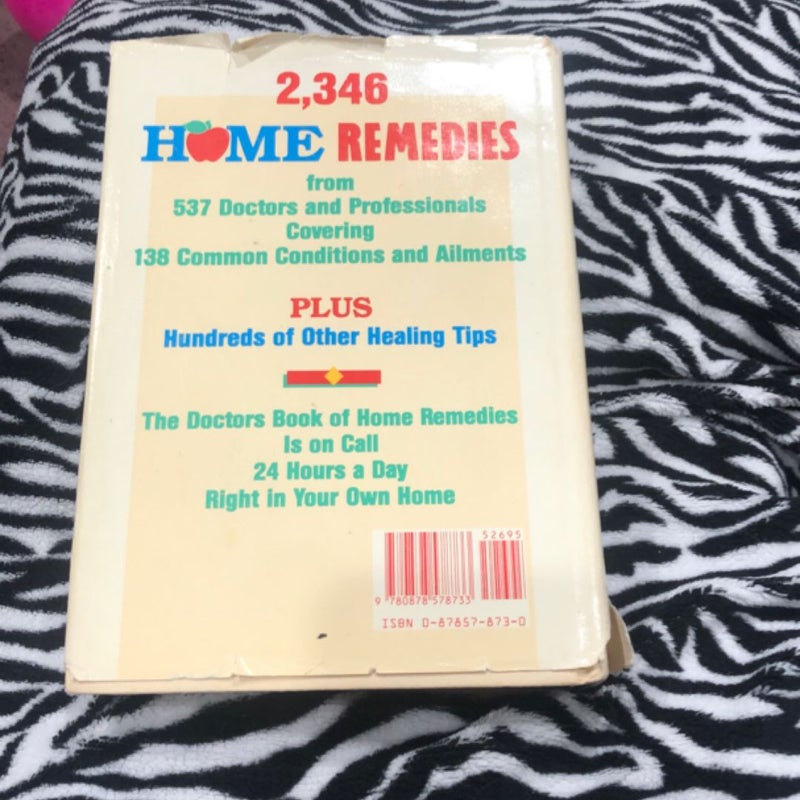 2,346
HOME REMEDIES
from
537 Doctors and Professionals
Covering
138 Common Conditions and Ailments
PLUS
Hundreds of Other Healing Tips
The Doctors Book of Home Remedies
Is on Call
24 Hours a Day
Right in Your Own Home
52695
9 780878 578733
ISBN 0-87857-873-0